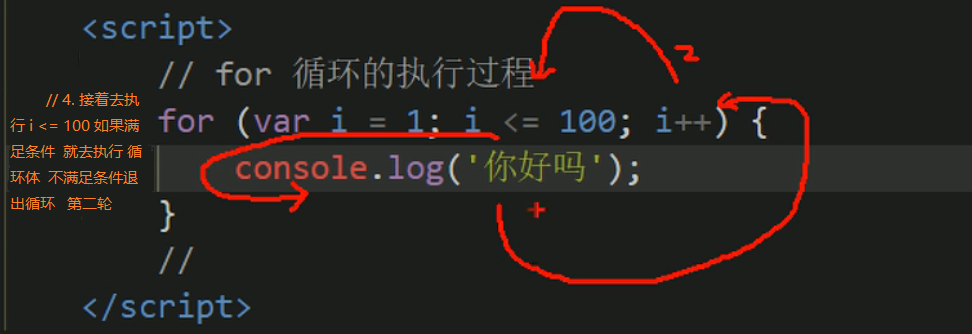 <script>
// for 循环的执行过程
2
// 4. 接着去执
行 i <= 100 如果满
足条件 就去执行 循
环体 不满足条件退
出循环 第二轮
for (var i = 1; i <= 100; i++) {
console.log('你好吗');
}
//
</script>